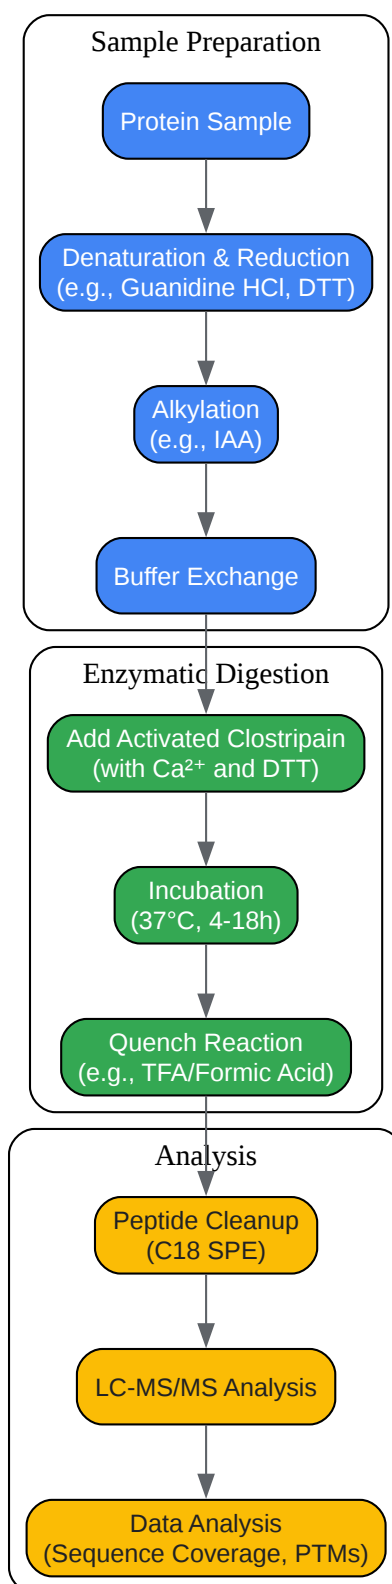 Sample Preparation
Protein Sample
Denaturation & Reduction
(e.g., Guanidine HCl, DTT)
Alkylation
(e.g., IAA)
Buffer Exchange
Enzymatic Digestion
Add Activated Clostripain
(with Ca²⁺ and DTT)
Incubation
(37°C, 4-18h)
Quench Reaction
(e.g., TFA/Formic Acid)
Analysis
Peptide Cleanup
(C18 SPE)
LC-MS/MS Analysis
Data Analysis
(Sequence Coverage, PTMs)